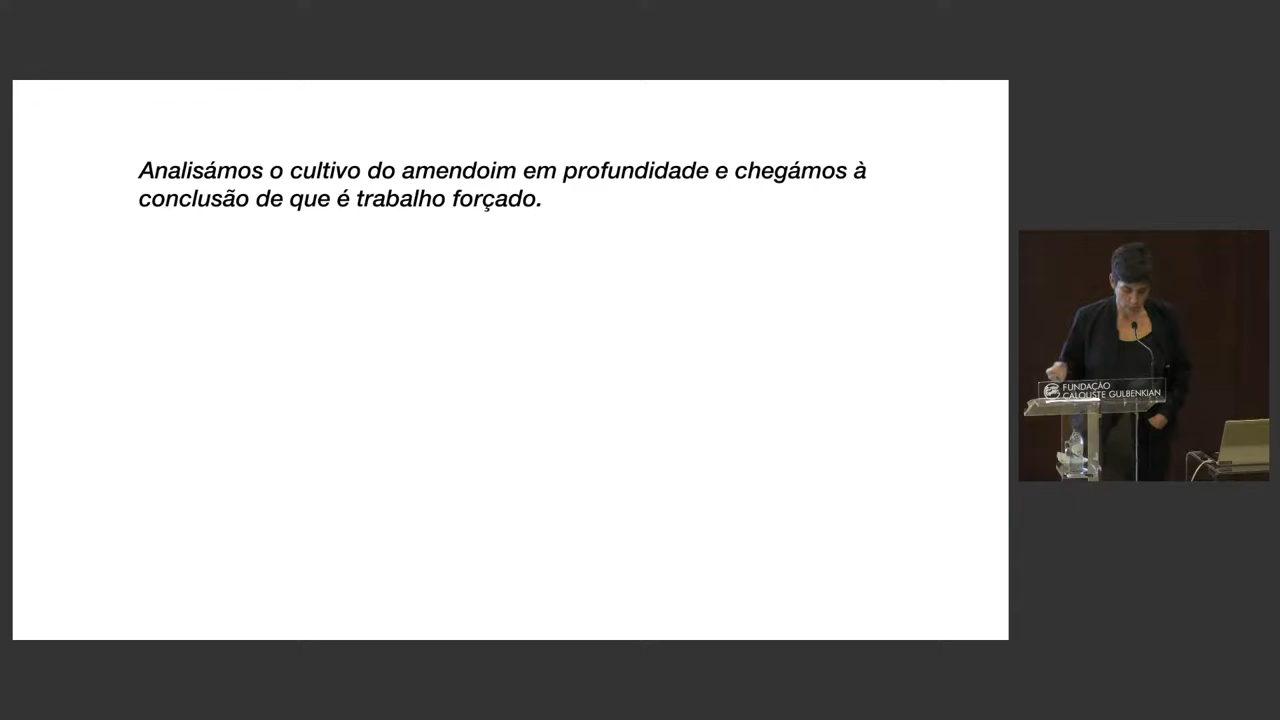 Analisámos o cultivo do amendoim em profundidade e chegámos à
conclusão de que é trabalho forçado.
FUNDAÇÃO
CALOUSTE GULBENKIAN